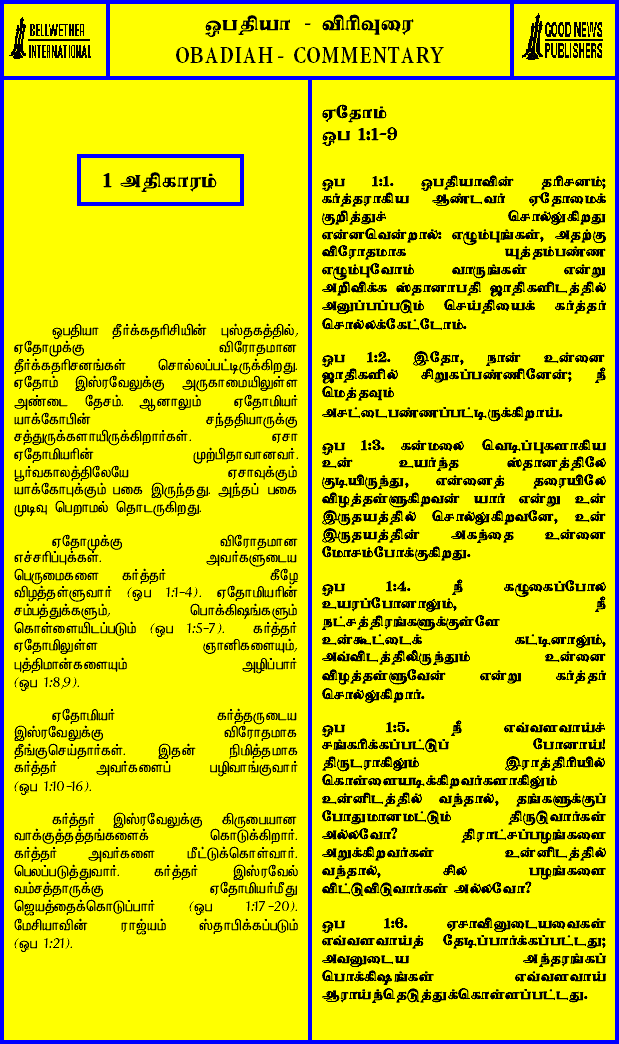 BELLWETHER
INTERNATIONAL
ஒபதியா - விரிவுரை
OBADIAH - COMMENTARY
GOOD NEWS
PUBLISHERS
1 அதிகாரம்
ஒபதியா தீர்க்கதரிசியின் புஸ்தகத்தில்,
ஏதோமுக்கு விரோதமான
தீர்க்கதரிசனங்கள் சொல்லப்பட்டிருக்கிறது.
ஏதோம் இஸ்ரவேலுக்கு அருகாமையிலுள்ள
அண்டை தேசம். ஆனாலும் ஏதோமியர்
யாக்கோபின் சந்ததியாருக்கு
சத்துருக்களாயிருக்கிறார்கள். ஏசா
ஏதோமியரின் முற்பிதாவானவர்.
பூர்வகாலத்திலேயே ஏசாவுக்கும்
யாக்கோபுக்கும் பகை இருந்தது. அந்தப் பகை
முடிவு பெறாமல் தொடருகிறது.
ஏதோமுக்கு விரோதமான
எச்சரிப்புக்கள். அவர்களுடைய
பெருமைகளை கர்த்தர் கீழே
விழத்தள்ளுவார் (ஒப 1:1-4). ஏதோமியரின்
சம்பத்துக்களும், பொக்கிஷங்களும்
கொள்ளையிடப்படும் (ஒப 1:5-7). கர்த்தர்
ஏதோமிலுள்ள ஞானிகளையும்,
புத்திமான்களையும் அழிப்பார்
(ஒப 1:8,9).
ஏதோமியர் கர்த்தருடைய
இஸ்ரவேலுக்கு விரோதமாக
தீங்குசெய்தார்கள். இதன் நிமித்தமாக
கர்த்தர் அவர்களைப் பழிவாங்குவார்
(ஒப 1:10-16).
கர்த்தர் இஸ்ரவேலுக்கு கிருபையான
வாக்குத்தத்தங்களைக் கொடுக்கிறார்.
கர்த்தர் அவர்களை மீட்டுக்கொள்வார்.
பெலப்படுத்துவார். கர்த்தர் இஸ்ரவேல்
வம்சத்தாருக்கு ஏதோமியர்மீது
ஜெயத்தைக்கொடுப்பார் (ஒப 1:17-20).
மேசியாவின் ராஜ்யம் ஸ்தாபிக்கப்படும்
(ஒப 1:21).
ஏதோம்
ஒப 1:1-9
ஒப 1:1. ஒபதியாவின் தரிசனம்;
கர்த்தராகிய ஆண்டவர் ஏதோமைக்
குறித்துச் சொல்லுகிறது
என்னவென்றால்: எழும்புங்கள், அதற்கு
விரோதமாக யுத்தம்பண்ண
எழும்புவோம் வாருங்கள் என்று
அறிவிக்க ஸ்தானாபதி ஜாதிகளிடத்தில்
அனுப்பப்படும் செய்தியைக் கர்த்தர்
சொல்லக்கேட்டோம்.
ஒப 1:2. இதோ, நான் உன்னை
ஜாதிகளில் சிறுகப்பண்ணினேன்; நீ
மெத்தவும்
அசட்டைபண்ணப்பட்டிருக்கிறாய்.
ஒப 1:3. கன்மலை வெடிப்புகளாகிய
உன் உயர்ந்த ஸ்தானத்திலே
குடியிருந்து, என்னைத் தரையிலே
விழத்தள்ளுகிறவன் யார் என்று உன்
இருதயத்தில் சொல்லுகிறவனே, உன்
இருதயத்தின் அகந்தை உன்னை
மோசம்போக்குகிறது.
ஒப 1:4. நீ கழுகைப்போல
உயரப்போனாலும், நீ
நட்சத்திரங்களுக்குள்ளே
உன்கூட்டைக் கட்டினாலும்,
அவ்விடத்திலிருந்தும் உன்னை
விழத்தள்ளுவேன் என்று கர்த்தர்
சொல்லுகிறார்.
ஒப 1:5. நீ எவ்வளவாய்ச்
சங்கரிக்கப்பட்டுப் போனாய்!
திருடராகிலும் இராத்திரியில்
கொள்ளையடிக்கிறவர்களாகிலும்
உன்னிடத்தில் வந்தால், தங்களுக்குப்
போதுமானமட்டும் திருடுவார்கள்
அல்லவோ? திராட்சப்பழங்களை
அறுக்கிறவர்கள் உன்னிடத்தில்
வந்தால், சில பழங்களை
விட்டுவிடுவார்கள் அல்லவோ?
ஒப 1:6. ஏசாவினுடையவைகள்
எவ்வளவாய்த் தேடிப்பார்க்கப்பட்டது;
அவனுடைய அந்தரங்கப்
பொக்கிஷங்கள் எவ்வளவாய்
ஆராய்ந்தெடுத்துக்கொள்ளப்பட்டது.